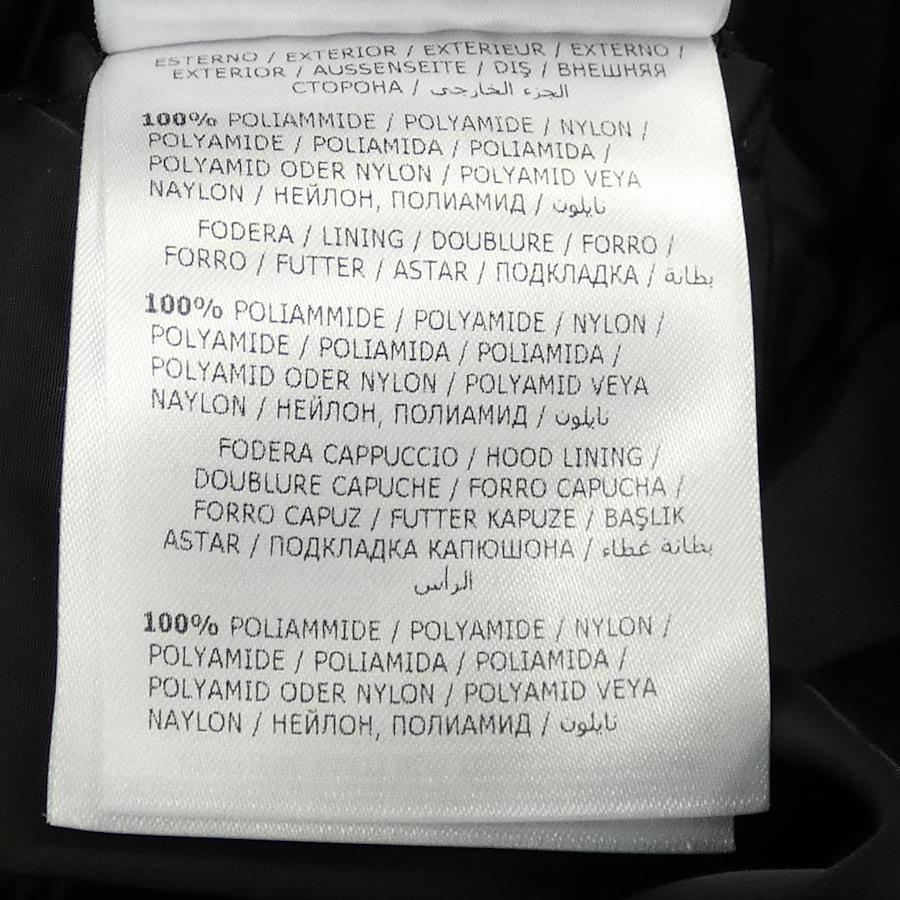 ESTERNO / EXTERIOR / EXTERIEUR / EXTERNO /
EXTERIOR / AUSSENSEITE / DIŞ / ВНЕШНЯЯ
СТОРОНА / الجزء الخارجي
100% POLIAMMIDE / POLYAMIDE / NYLON /
POLYAMIDE / POLIAMIDA / POLIAMIDA /
POLYAMID ODER NYLON / POLYAMID VEYA
NAYLON / НЕЙЛОН, ПОЛИАМИД / نايلون
FODERA / LINING / DOUBLURE / FORRO /
FORRO / FUTTER / ASTAR / ПОДКЛАДКА / بطانة
100% POLIAMMIDE / POLYAMIDE / NYLON /
POLYAMIDE / POLIAMIDA / POLIAMIDA /
POLYAMID ODER NYLON / POLYAMID VEYA
NAYLON / НЕЙЛОН, ПОЛИАМИД / نايلون
FODERA CAPPUCCIO / HOOD LINING /
DOUBLURE CAPUCHE / FORRO CAPUCHA /
FORRO CAPUZ / FUTTER KAPUZE / BAŞLIK
ASTAR / ПОДКЛАДКА КАПЮШОНА / بطانة غطاء
الرأس
100% POLIAMMIDE / POLYAMIDE / NYLON /
POLYAMIDE / POLIAMIDA / POLIAMIDA /
POLYAMID ODER NYLON / POLYAMID VEYA
NAYLON / НЕЙЛОН, ПОЛИАМИД / نايلون